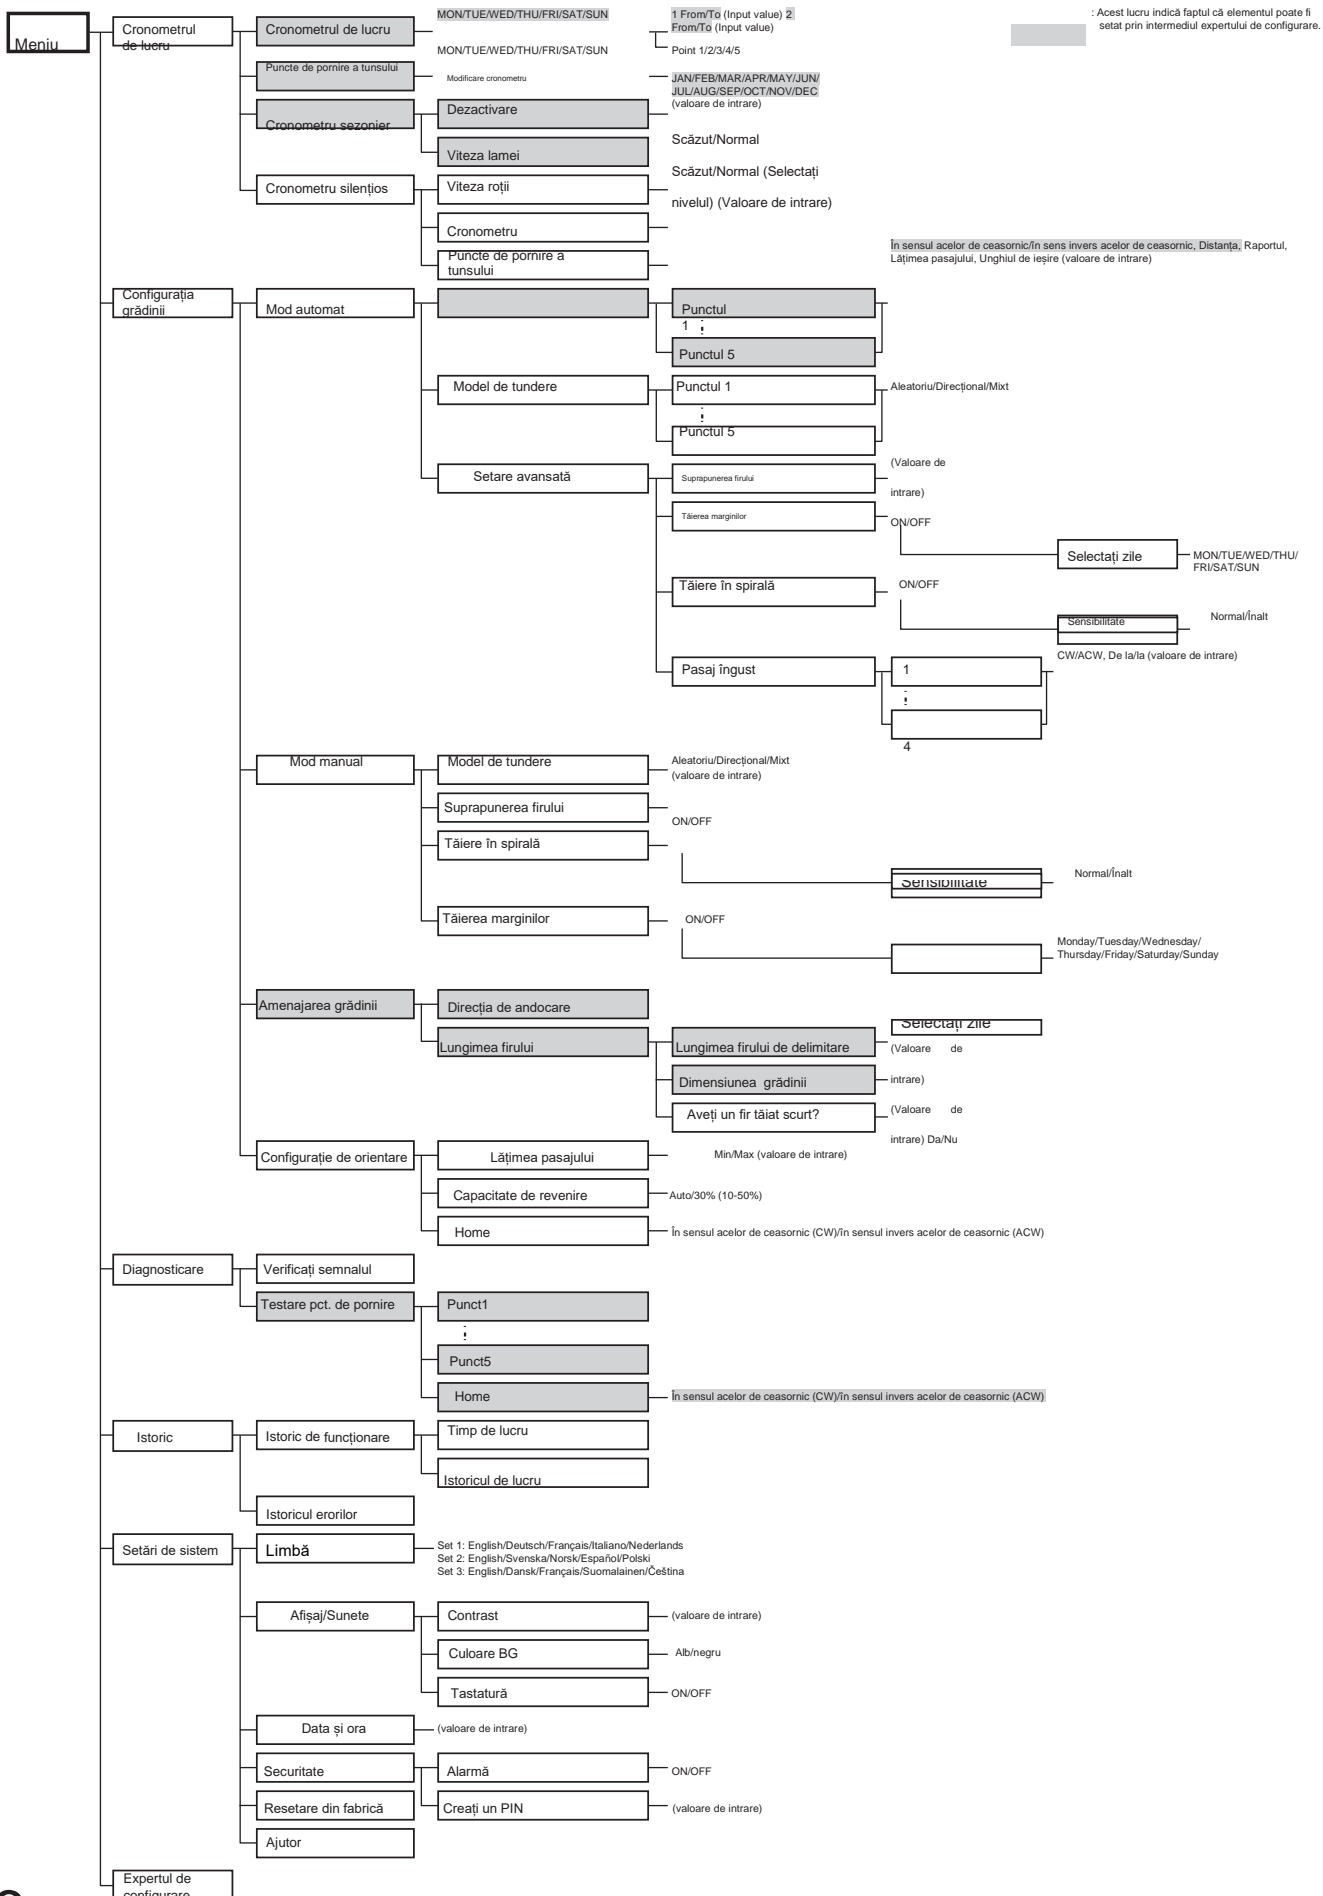 MON/TUE/WED/THU/FRI/SAT/SUN
1 From/To (Input value) 2
From/To (Input value)
: Acest lucru indică faptul că elementul poate fi
setat prin intermediul expertului de configurare.
Meniu
Cronometrul
de lucru
Cronometrul de lucru
MON/TUE/WED/THU/FRI/SAT/SUN
Point 1/2/3/4/5
Puncte de pornire a tunsului
Modificare cronometru
JAN/FEB/MAR/APR/MAY/JUN/
JUL/AUG/SEP/OCT/NOV/DEC
(valoare de intrare)
Cronometru sezonier
Dezactivare
Scăzut/Normal
Viteza lamei
Scăzut/Normal (Selectați
nivelul) (Valoare de intrare)
Cronometru silențios
Viteza roții
Cronometru
Puncte de pornire a
tunsului
În sensul acelor de ceasornic/în sens invers acelor de ceasornic, Distanța, Raportul,
Lățimea pasajului, Unghiul de ieșire (valoare de intrare)
Configurația
grădinii
Mod automat
Punctul
1
Punctul 5
Model de tundere
Punctul 1
Aleatoriu/Direcțional/Mixt
Punctul 5
Setare avansată
Suprapunerea firului
(Valoare de
intrare)
Tăierea marginilor
ON/OFF
Selectați zile
MON/TUE/WED/THU/
FRI/SAT/SUN
Tăiere în spirală
ON/OFF
Sensibilitate
Normal/Înalt
CW/ACW, De la/la (valoare de intrare)
Pasaj îngust
1
4
Mod manual
Model de tundere
Aleatoriu/Direcțional/Mixt
(valoare de intrare)
Suprapunerea firului
ON/OFF
Tăiere în spirală
Sensibilitate
Normal/Înalt
Tăierea marginilor
ON/OFF
Monday/Tuesday/Wednesday/
Thursday/Friday/Saturday/Sunday
Amenajarea grădinii
Direcția de andocare
Selectați zile
Lungimea firului
Lungimea firului de delimitare
(Valoare de
Dimensiunea grădinii
intrare)
Aveți un fir tăiat scurt?
(Valoare de
intrare) Da/Nu
Configurație de orientare
Lățimea pasajului
Min/Max (valoare de intrare)
Capacitate de revenire
Auto/30% (10-50%)
Home
În sensul acelor de ceasornic (CW)/în sensul invers acelor de ceasornic (ACW)
Diagnosticare
Verificați semnalul
Testare pct. de pornire
Punct1
Punct5
Home
În sensul acelor de ceasornic (CW)/în sensul invers acelor de ceasornic (ACW)
Istoric
Istoric de funcționare
Timp de lucru
Istoricul de lucru
Istoricul erorilor
Setări de sistem
Limbă
Set 1: English/Deutsch/Français/Italiano/Nederlands
Set 2: English/Svenska/Norsk/Español/Polski
Set 3: English/Dansk/Français/Suomalainen/Čeština
Afișaj/Sunete
Contrast
(valoare de intrare)
Culoare BG
Alb/negru
Tastatură
ON/OFF
Data și ora
(valoare de intrare)
Securitate
Alarmă
ON/OFF
Resetare din fabrică
Creați un PIN
(valoare de intrare)
Ajutor
Expertul de
configurare